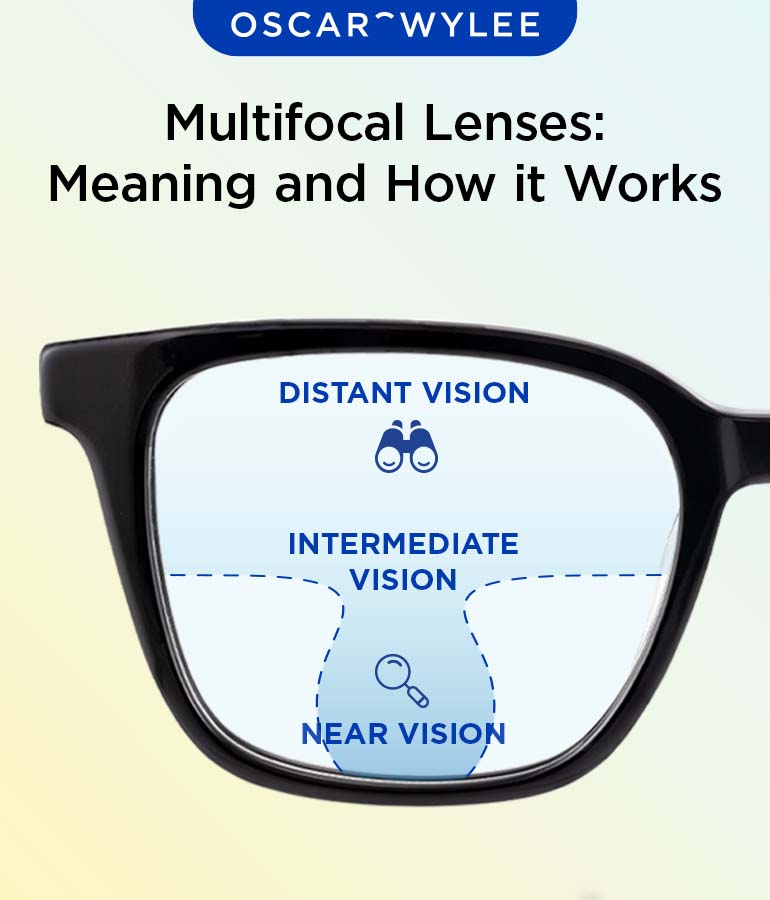 OSCAR WYLEE
Multifocal Lenses:
Meaning and How it Works
DISTANT VISION
INTERMEDIATE
VISION
NEAR VISION